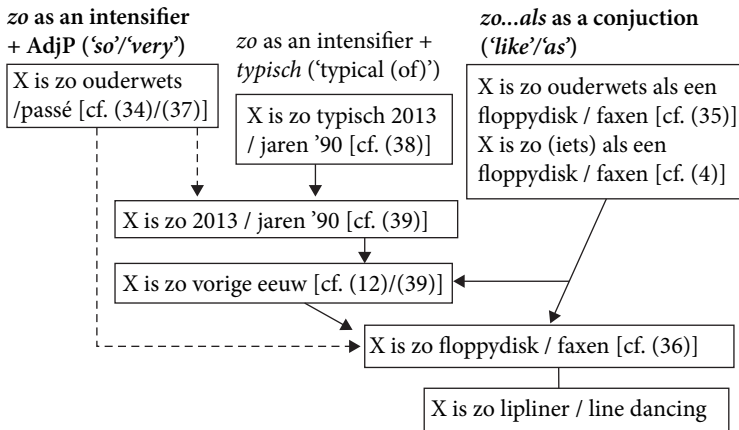 zo as an intensifier
+ AdjP (‘so’/‘very’)
X is zo ouderwets
/passé [cf. (34)/(37)]
zo as an intensifier +
typisch (‘typical (of)’)
X is zo typisch 2013
/ jaren ’90 [cf. (38)]
zo...als as a conjuction
(‘like’/‘as’)
X is zo ouderwets als een
floppydisk / faxen [cf. (35)]
X is zo (iets) als een
floppydisk / faxen [cf. (4)]
X is zo 2013 / jaren ’90 [cf. (39)]
X is zo vorige eeuw [cf. (12)/(39)]
X is zo floppydisk / faxen [cf. (36)]
X is zo lipliner / line dancing